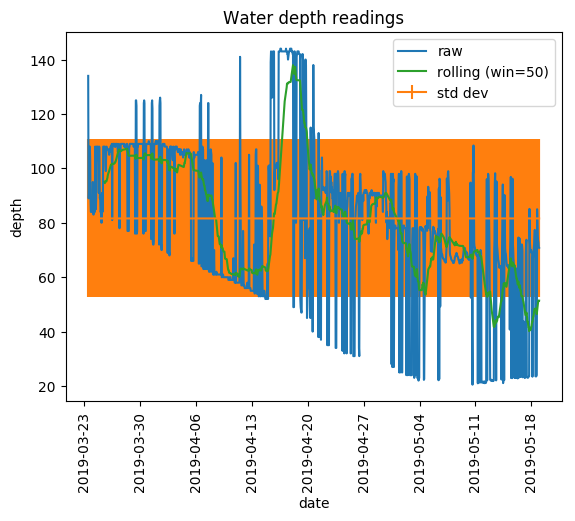 Water depth readings
raw
rolling (win=50)
std dev
depth
140
120
100
80
60
40
20
2019-03-23
2019-03-30
2019-04-06
2019-04-13
2019-04-20
2019-04-27
2019-05-04
2019-05-11
2019-05-18
date